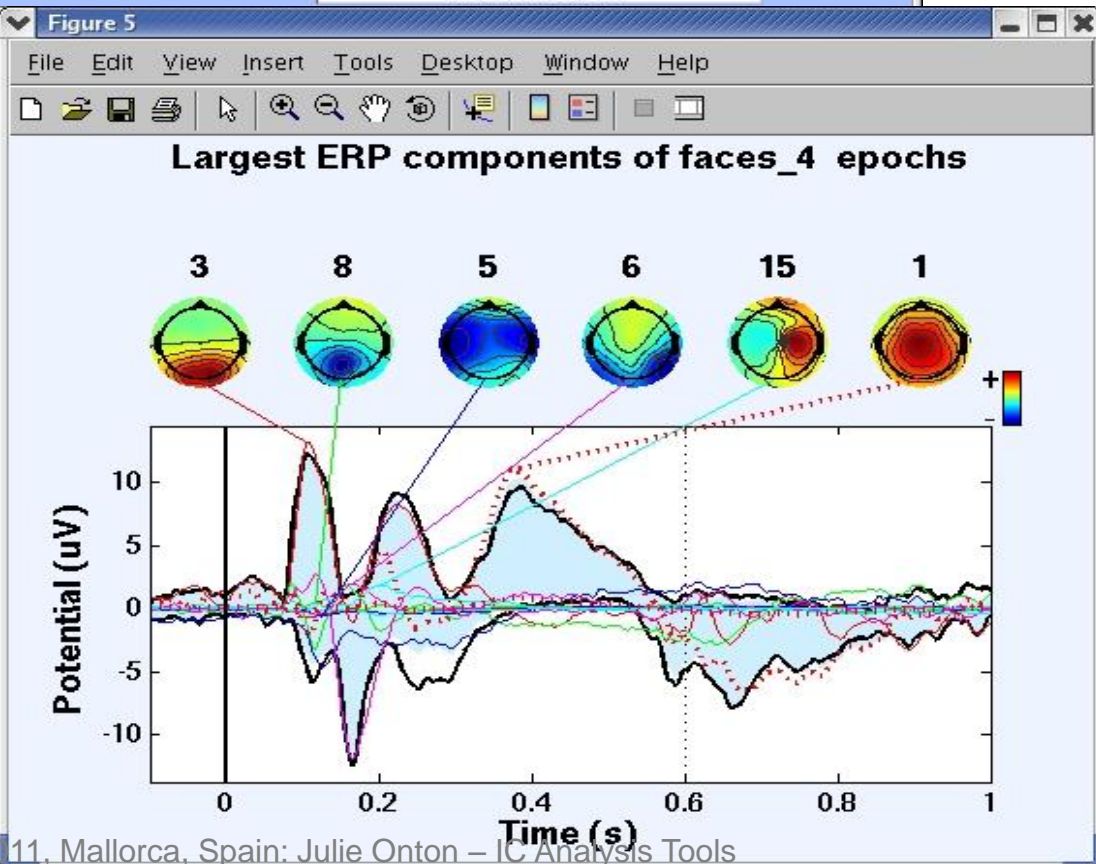 Figure 5
File Edit View Insert Tools Desktop Window Help
Largest ERP components of faces_4 epochs
3 8 5 6 15 1
+
-
Potential (uV)
10
5
0
-5
-10
0 0.2 0.4 0.6 0.8 1
Time (s)
11, Mallorca, Spain: Julie Onton – IC Analysis Tools